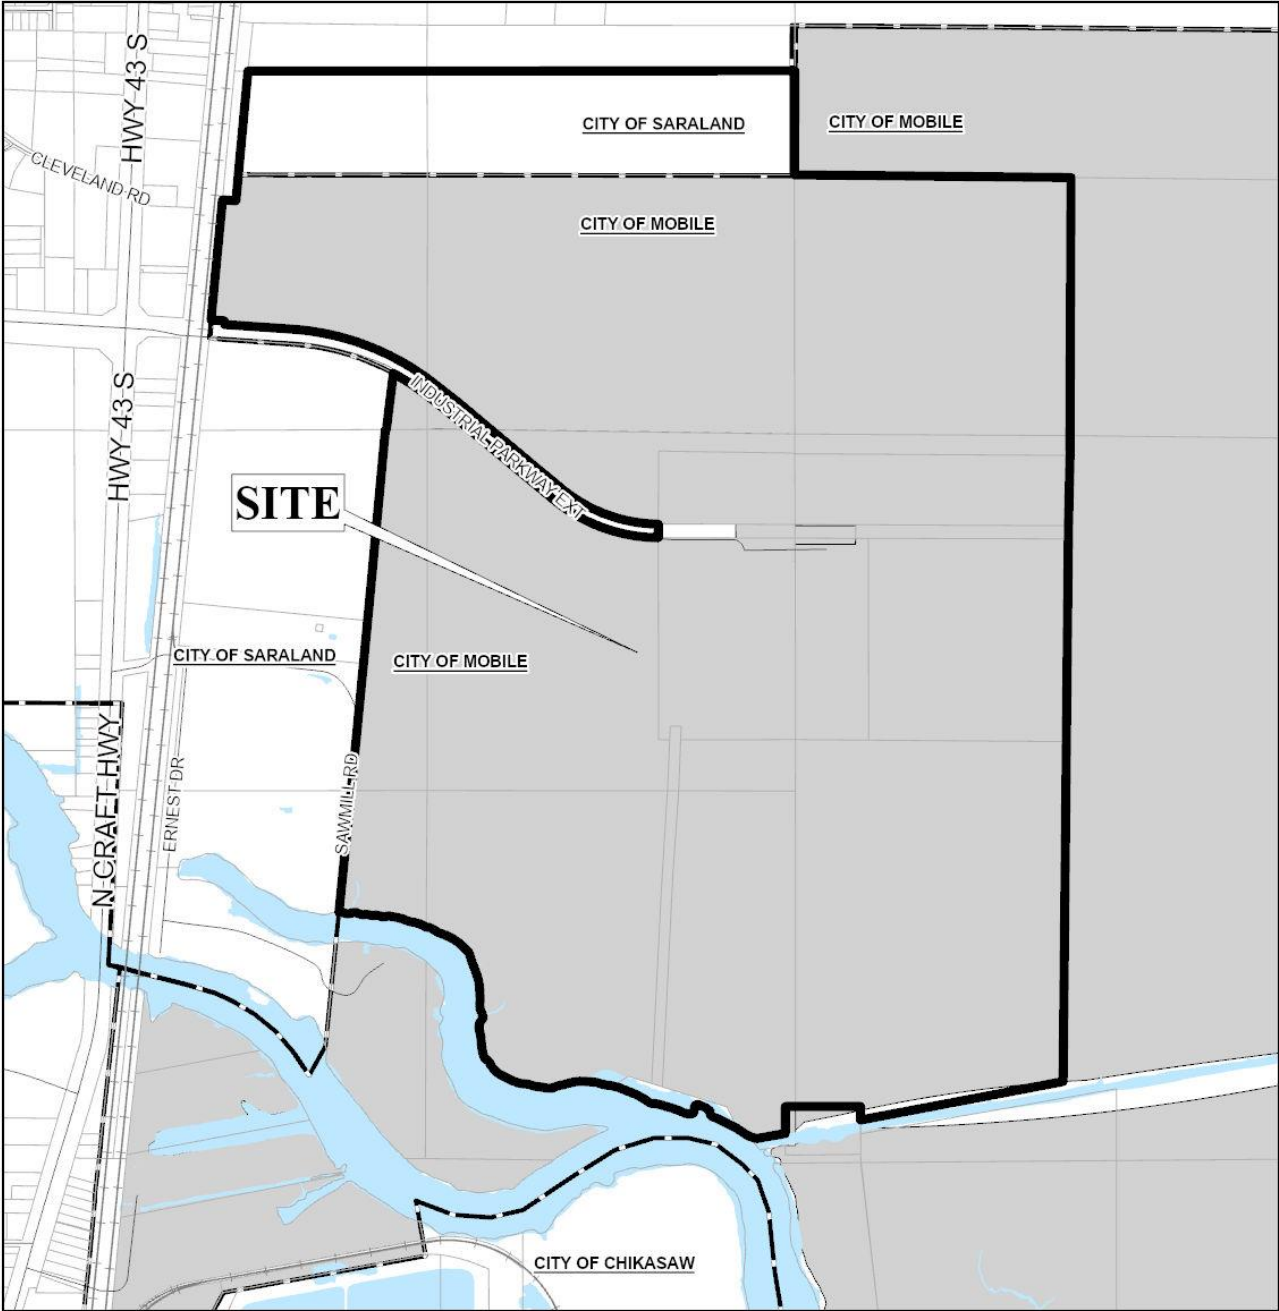 HWY 43 S
CITY OF SARALAND
CITY OF MOBILE
CLEVELAND RD
CITY OF MOBILE
HWY 43 S
INDUSTRIAL PARKWAY EXT
SITE
CITY OF SARALAND
CITY OF MOBILE
N CRAFT HWY
ERNEST DR
SAWMILL RD
CITY OF CHIKASAW